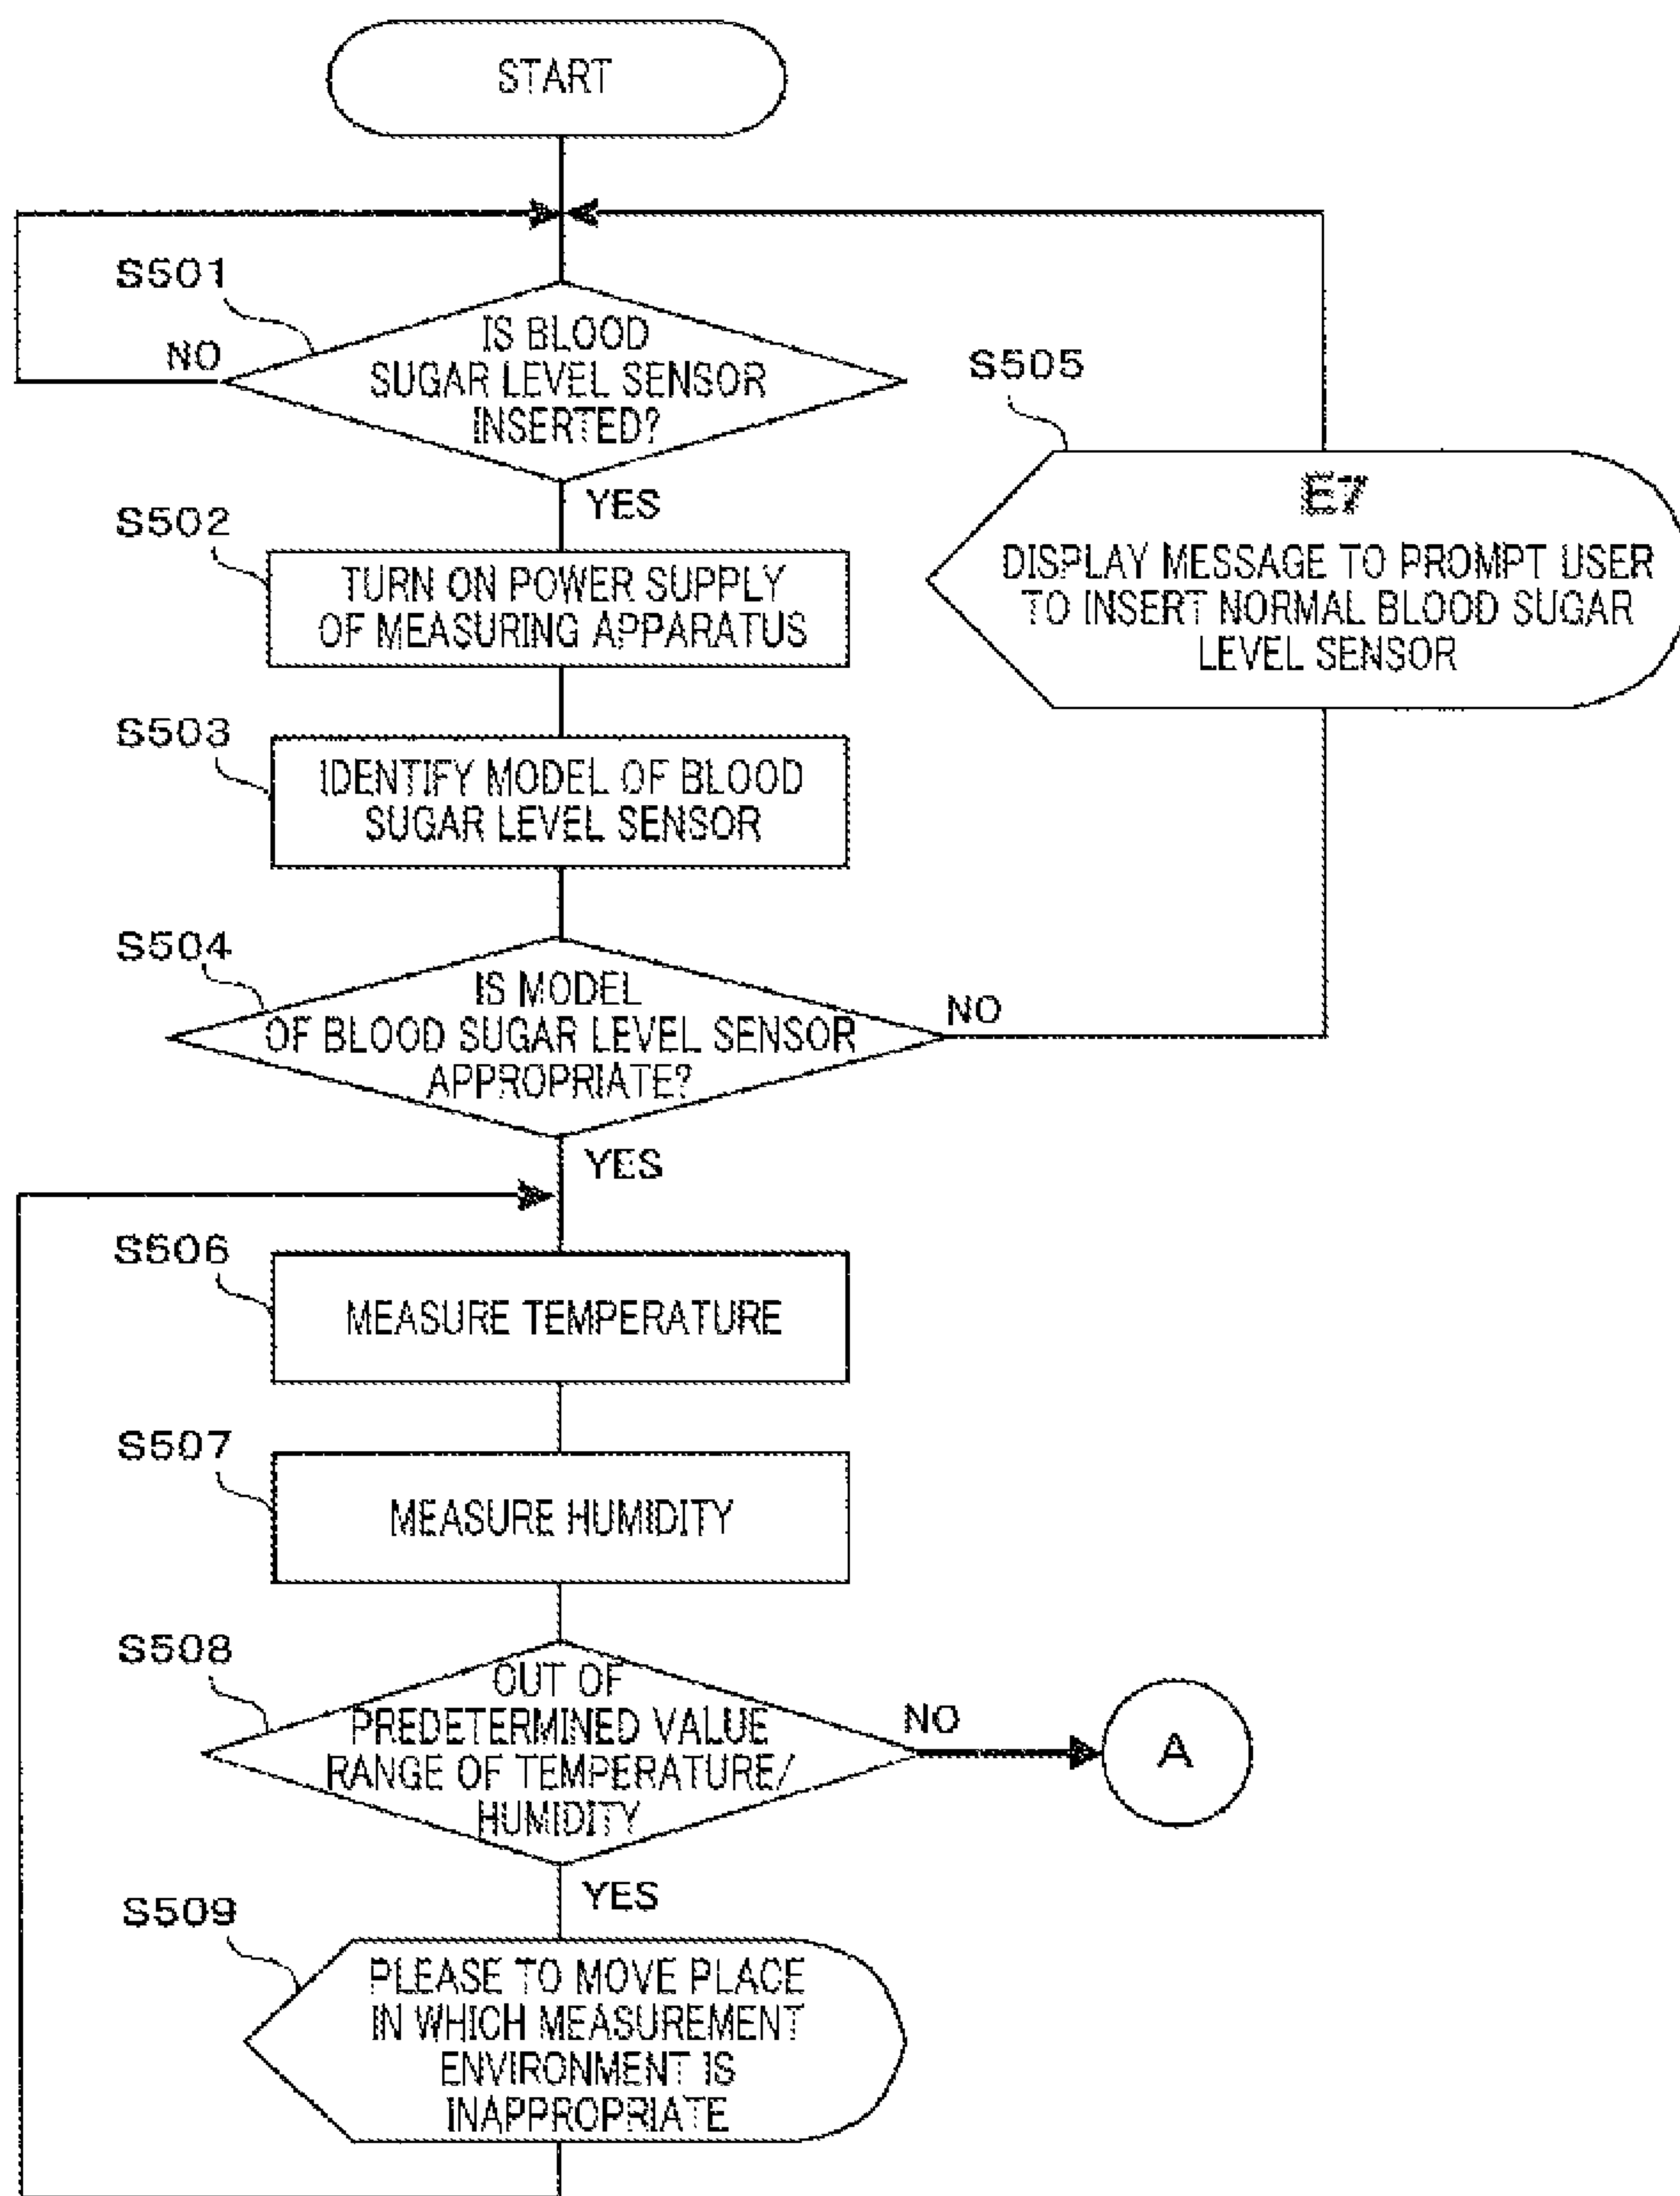 START
S501
IS BLOOD
SUGAR LEVEL SENSOR
INSERTED?
NO
YES
S502
TURN ON POWER SUPPLY
OF MEASURING APPARATUS
S503
IDENTIFY MODEL OF BLOOD
SUGAR LEVEL SENSOR
S504
IS MODEL
OF BLOOD SUGAR LEVEL SENSOR
APPROPRIATE?
NO
S505
E7
DISPLAY MESSAGE TO PROMPT USER
TO INSERT NORMAL BLOOD SUGAR
LEVEL SENSOR
YES
S506
MEASURE TEMPERATURE
S507
MEASURE HUMIDITY
S508
OUT OF
PREDETERMINED VALUE
RANGE OF TEMPERATURE/
HUMIDITY
NO
A
YES
S509
PLEASE TO MOVE PLACE
IN WHICH MEASUREMENT
ENVIRONMENT IS
INAPPROPRIATE